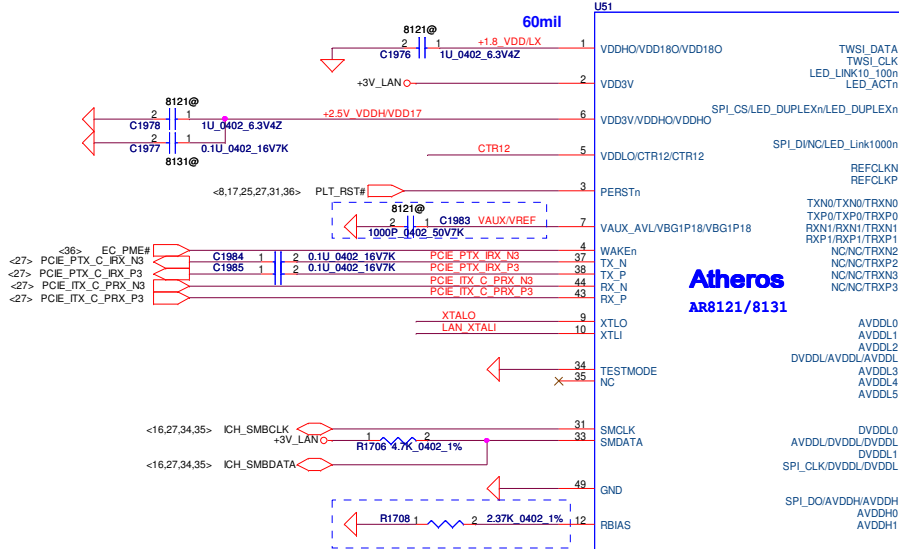 U51
60mil
8121@
+1.8_VDD/LX
2 1
C1976 1U_0402_6.3V4Z
1 VDDHO/VDD18O/VDD18O
TWSI_DATA
TWSI_CLK
LED_LINK10_100n
LED_ACTn
+3V_LAN
2 VDD3V
8121@
2 1
+2.5V_VDDH/VDD17
C1978 1U_0402_6.3V4Z
6 VDD3V/VDDHO/VDDHO
SPI_CS/LED_DUPLEXn/LED_DUPLEXn
2 1
C1977 0.1U_0402_16V7K
8131@
CTR12
5 VDDLO/CTR12/CTR12
SPI_DI/NC/LED_Link1000n
REFCLKN
REFCLKP
<8,17,25,27,31,36> PLT_RST#
3 PERSTn
TXN0/TXN0/TRXN0
TXP0/TXP0/TRXP0
RXN1/RXN1/TRXN1
RXP1/RXP1/TRXP1
NC/NC/TRXN2
NC/NC/TRXP2
NC/NC/TRXN3
NC/NC/TRXP3
8121@
2 1 C1983 VAUX/VREF
1000P_0402_50V7K
7 VAUX_AVL/VBG1P18/VBG1P18
<36> EC_PME#
4 WAKEn
<27> PCIE_PTX_C_IRX_N3
C1984 1 2 0.1U_0402_16V7K PCIE_PTX_IRX_N3
37 TX_N
<27> PCIE_PTX_C_IRX_P3
C1985 1 2 0.1U_0402_16V7K PCIE_PTX_IRX_P3
38 TX_P
<27> PCIE_ITX_C_PRX_N3
PCIE_ITX_C_PRX_N3
44 RX_N
<27> PCIE_ITX_C_PRX_P3
PCIE_ITX_C_PRX_P3
43 RX_P
Atheros
AR8121/8131
XTALO
9 XTLO
LAN_XTALI
10 XTLI
AVDDL0
AVDDL1
AVDDL2
DVDDL/AVDDL/AVDDL
AVDDL3
AVDDL4
AVDDL5
34 TESTMODE
35 NC
<16,27,34,35> ICH_SMBCLK
31 SMCLK
+3V_LAN
1 2
R1706 4.7K_0402_1%
33 SMDATA
<16,27,34,35> ICH_SMBDATA
DVDDL0
AVDDL/DVDDL/DVDDL
DVDDL1
SPI_CLK/DVDDL/DVDDL
49 GND
SPI_DO/AVDDH/AVDDH
AVDDH0
AVDDH1
R1708 1 2 2.37K_0402_1%
12 RBIAS